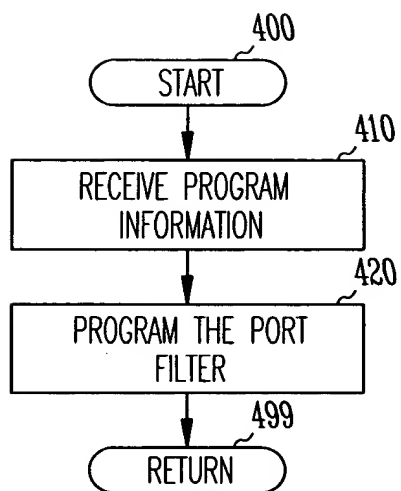 400
START
410
RECEIVE PROGRAM
INFORMATION
420
PROGRAM THE PORT
FILTER
499
RETURN